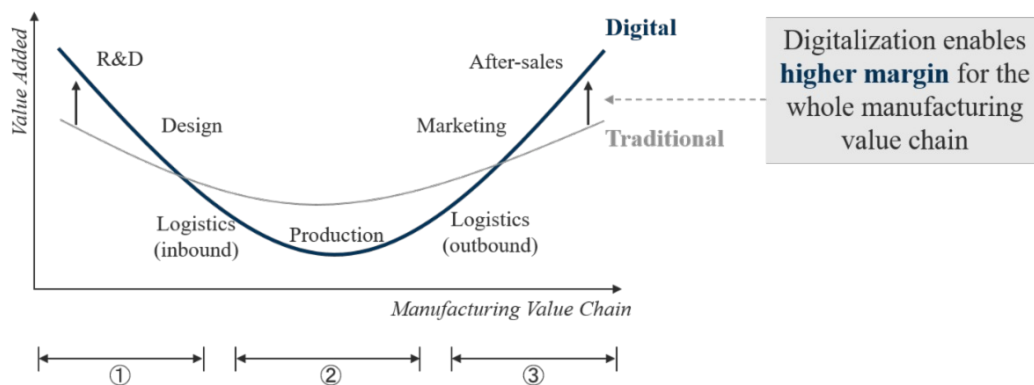 Value Added
R&D
Design
Logistics
(inbound)
Production
Logistics
(outbound)
Marketing
After-sales
Digital
Traditional
Digitalization enables
higher margin for the
whole manufacturing
value chain
Manufacturing Value Chain
①
②
③